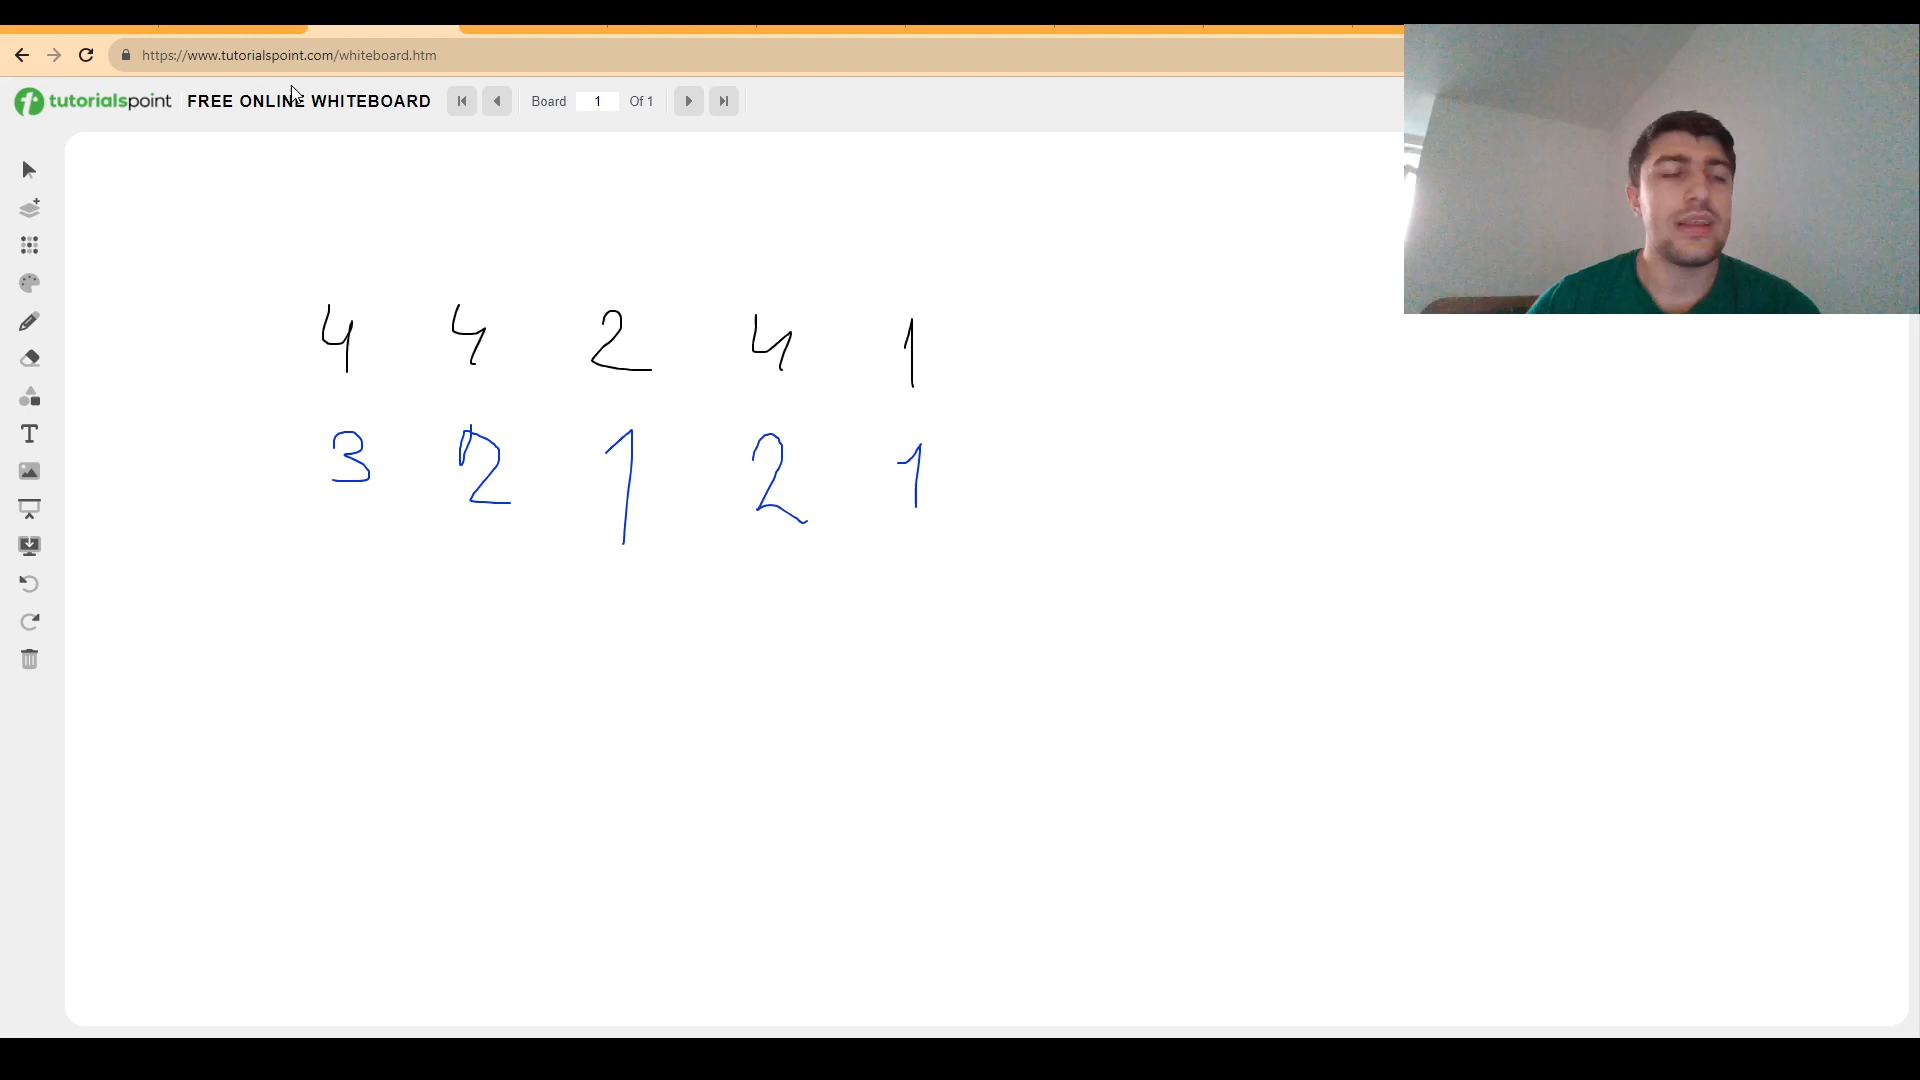 https://www.tutorialspoint.com/whiteboard.htm
tutorialspoint FREE ONLINE WHITEBOARD Board 1 Of 1
4 4 2 4 1
3 2 1 2 1
T